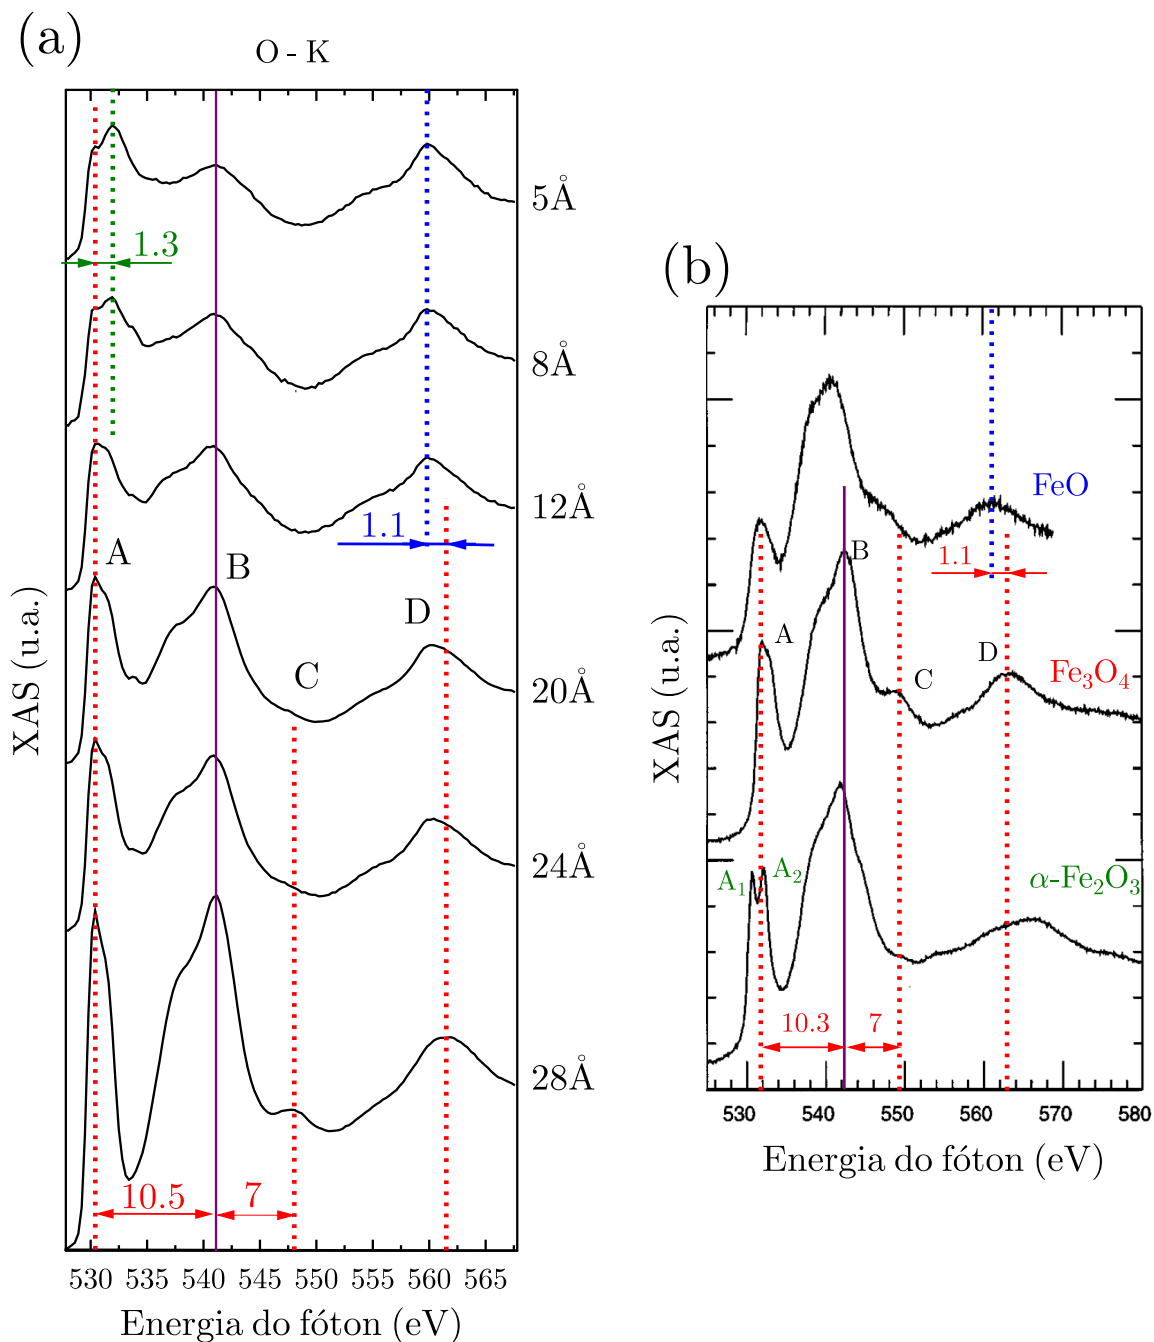 (a)
O - K
5Å
1.3
8Å
12Å
1.1
A
B
D
C
20Å
24Å
28Å
10.5
7
XAS (u.a.)
530 535 540 545 550 555 560 565
Energia do fóton (eV)
(b)
FeO
1.1
B
A
D
C
Fe₃O₄
A₁
A₂
α-Fe₂O₃
10.3
7
XAS (u.a.)
530 540 550 560 570 580
Energia do fóton (eV)